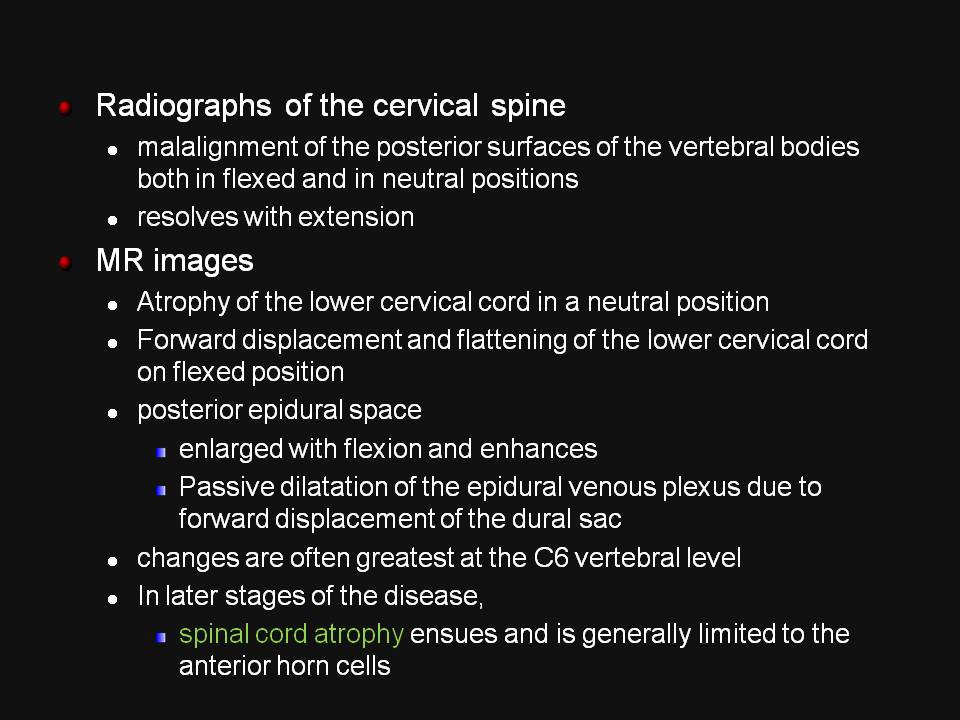 Radiographs of the cervical spine
malalignment of the posterior surfaces of the vertebral bodies
both in flexed and in neutral positions
resolves with extension
MR images
Atrophy of the lower cervical cord in a neutral position
Forward displacement and flattening of the lower cervical cord
on flexed position
posterior epidural space
enlarged with flexion and enhances
Passive dilatation of the epidural venous plexus due to
forward displacement of the dural sac
changes are often greatest at the C6 vertebral level
In later stages of the disease,
spinal cord atrophy ensues and is generally limited to the
anterior horn cells